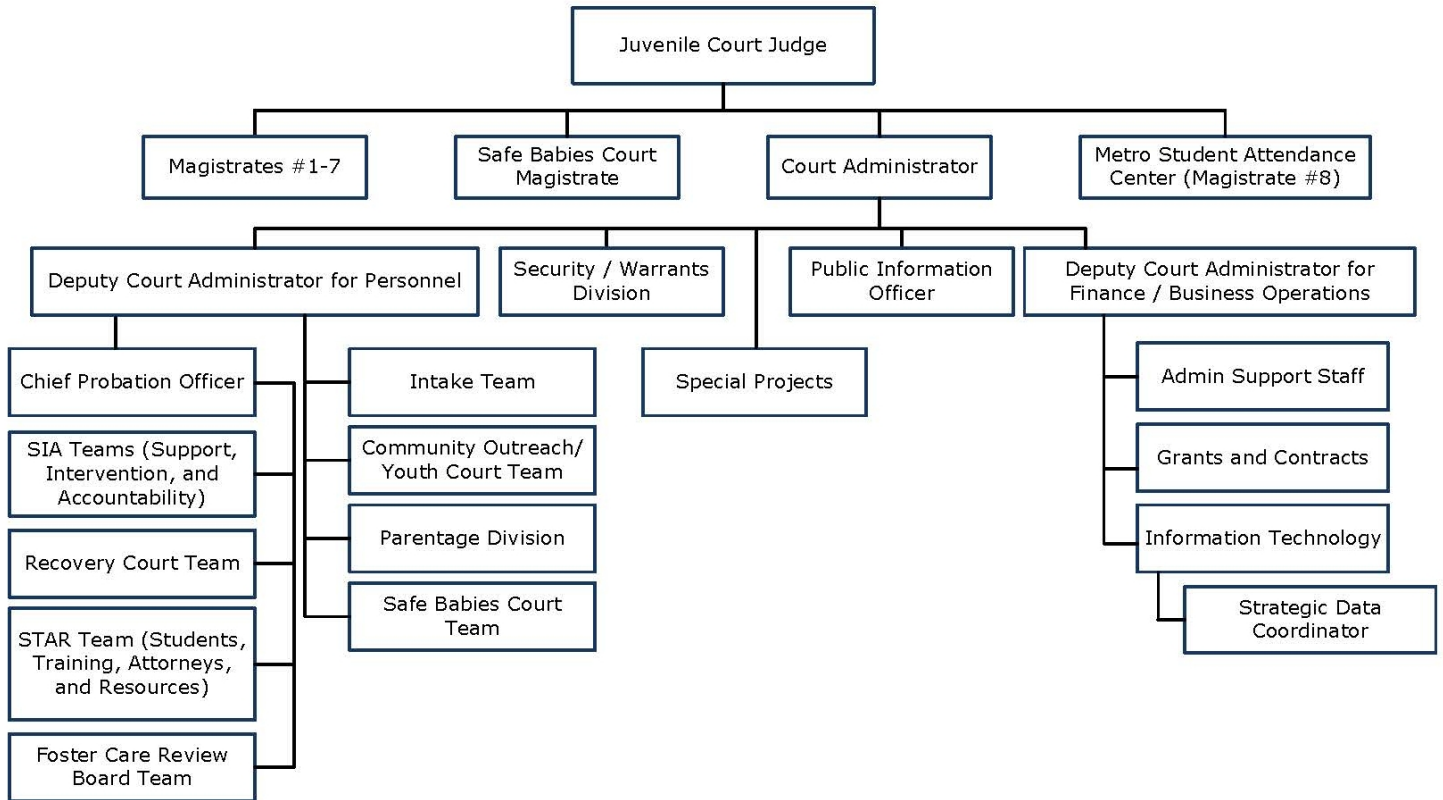 Juvenile Court Judge
Magistrates #1-7
Safe Babies Court
Magistrate
Court Administrator
Metro Student Attendance
Center (Magistrate #8)
Deputy Court Administrator for Personnel
Security / Warrants
Division
Public Information
Officer
Deputy Court Administrator for
Finance / Business Operations
Chief Probation Officer
SIA Teams (Support,
Intervention, and
Accountability)
Recovery Court Team
STAR Team (Students,
Training, Attorneys,
and Resources)
Foster Care Review
Board Team
Intake Team
Community Outreach/
Youth Court Team
Parentage Division
Safe Babies Court
Team
Special Projects
Admin Support Staff
Grants and Contracts
Information Technology
Strategic Data
Coordinator